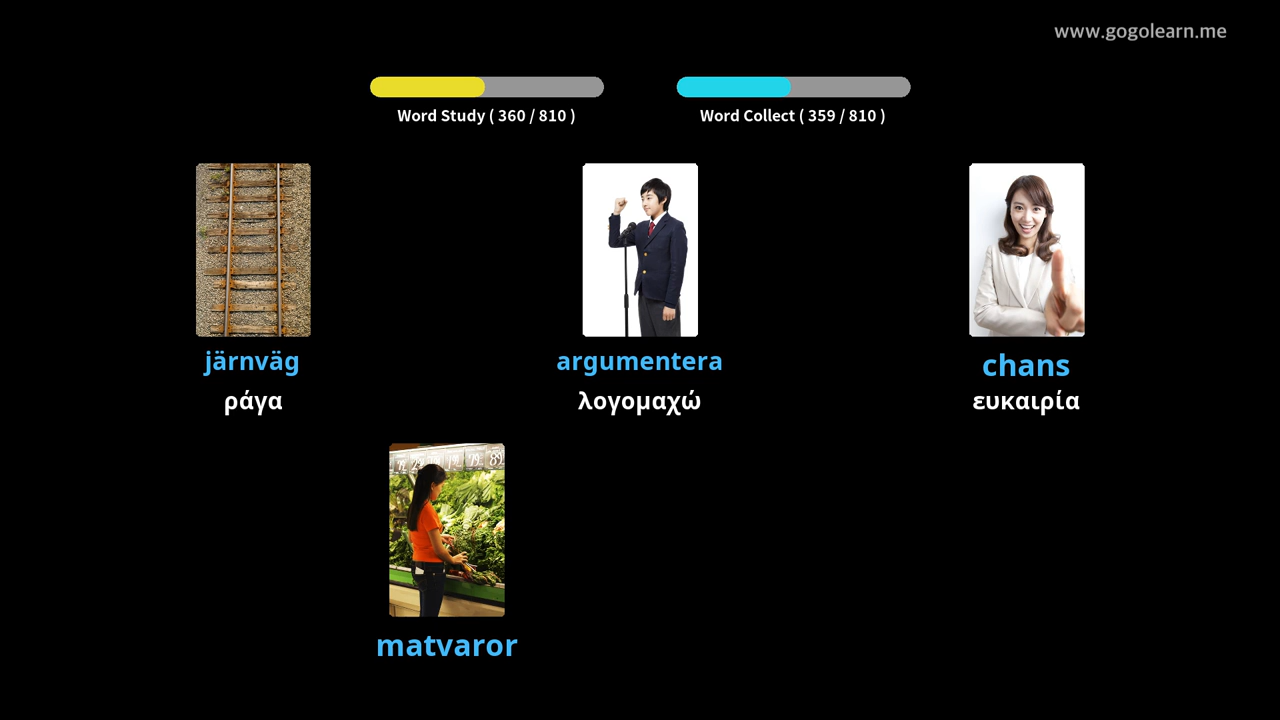 www.gogolearn.me
Word Study ( 360 / 810 )
Word Collect ( 359 / 810 )
järnväg
argumentera
chans
ράγα
λογομαχώ
ευκαιρία
matvaror